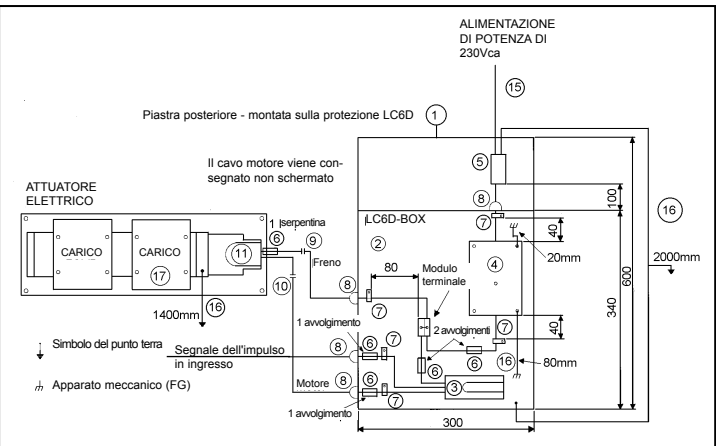 ALIMENTAZIONE
DI POTENZA DI
230Vca
15
Piastra posteriore - montata sulla protezione LC6D
1
5
Il cavo motore viene con-
segnato non schermato
8
100
16
ATTUATORE
ELETTRICO
LC6D-BOX
7
40
1
serpentina
6
9
2
20mm
2000mm
CARICO
CARICO
11
Freno
4
600
17
80
Modulo
terminale
340
16
10
8
7
1400mm
1 avvolgimento
7
40
Simbolo del punto terra
Segnale dell'impulso
in ingresso
8
6
7
2 avvolgimenti
6
6
16
80mm
Apparato meccanico (FG)
Motore
8
6
7
3
1 avvolgimento
300